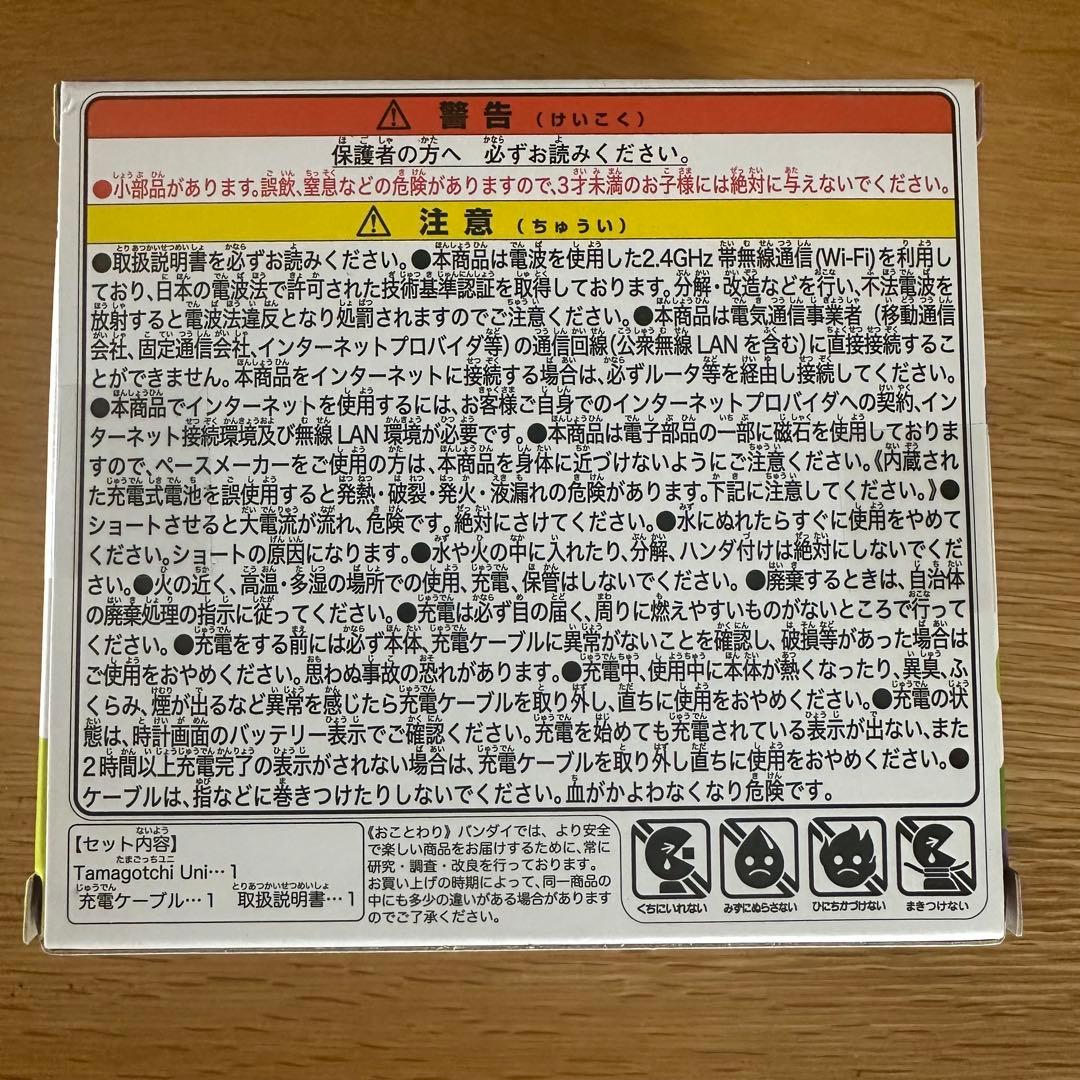 警告（けいこく）
保護者の方へ 必ずお読みください。
●小部品があります。誤飲、窒息などの危険がありますので、3才未満のお子様には絶対に与えないでください。
注意（ちゅうい）
●取扱説明書を必ずお読みください。●本商品は電波を使用した2.4GHz 帯無線通信(Wi-Fi)を利用し
ており、日本の電波法で許可された技術基準認証を取得しております。分解・改造などを行い、不法電波を
放射すると電波法違反となり処罰されますのでご注意ください。●本商品は電気通信事業者（移動通信
会社、固定通信会社、インターネットプロバイダ等)の通信回線(公衆無線 LAN を含む)に直接接続するこ
とができません。本商品をインターネットに接続する場合は、必ずルータ等を経由し接続してください。
●本商品でインターネットを使用するには、お客様ご自身でのインターネットプロバイダへの契約、イン
ターネット接続環境及び無線 LAN 環境が必要です。●本商品は電子部品の一部に磁石を使用しておりま
すので、ペースメーカーをご使用の方は、本商品を身体に近づけないようにご注意ください。《内蔵され
た充電式電池を誤使用すると発熱・破裂・発火・液漏れの危険があります。下記に注意してください。》●
ショートさせると大電流が流れ、危険です。絶対にさけてください。●水にぬれたらすぐに使用をやめて
ください。ショートの原因になります。●水や火の中に入れたり、分解、ハンダ付けは絶対にしないでくだ
さい。●火の近く、高温・多湿の場所での使用、充電、保管はしないでください。●廃棄するときは、自治体
の廃棄処理の指示に従ってください。●充電は必ず目の届く、周りに燃えやすいものがないところで行って
ください。●充電をする前には必ず本体、充電ケーブルに異常がないことを確認し、破損等があった場合は
ご使用をおやめください。思わぬ事故の恐れがあります。●充電中、使用中に本体が熱くなったり、異臭、ふ
くらみ、煙が出るなど異常を感じたら充電ケーブルを取り外し、直ちに使用をおやめください。●充電の状
態は、時計画面のバッテリー表示でご確認ください。充電を始めても充電されている表示が出ない、また
2時間以上充電完了の表示がされない場合は、充電ケーブルを取り外し直ちに使用をおやめください。●
ケーブルは、指などに巻きつけたりしないでください。血がかよわなくなり危険です。
【セット内容】
Tamagotchi Uni…1
充電ケーブル…1 取扱説明書…1
《おことわり》バンダイでは、より安全
で楽しい商品をお届けするために、常に
研究・調査・改良を行っております。
お買い上げの時期によって、同一商品の
中にも多少の違いがある場合があります
のでご了承ください。
くちにいれない みずにぬらさない ひにちかづけない まきつけない